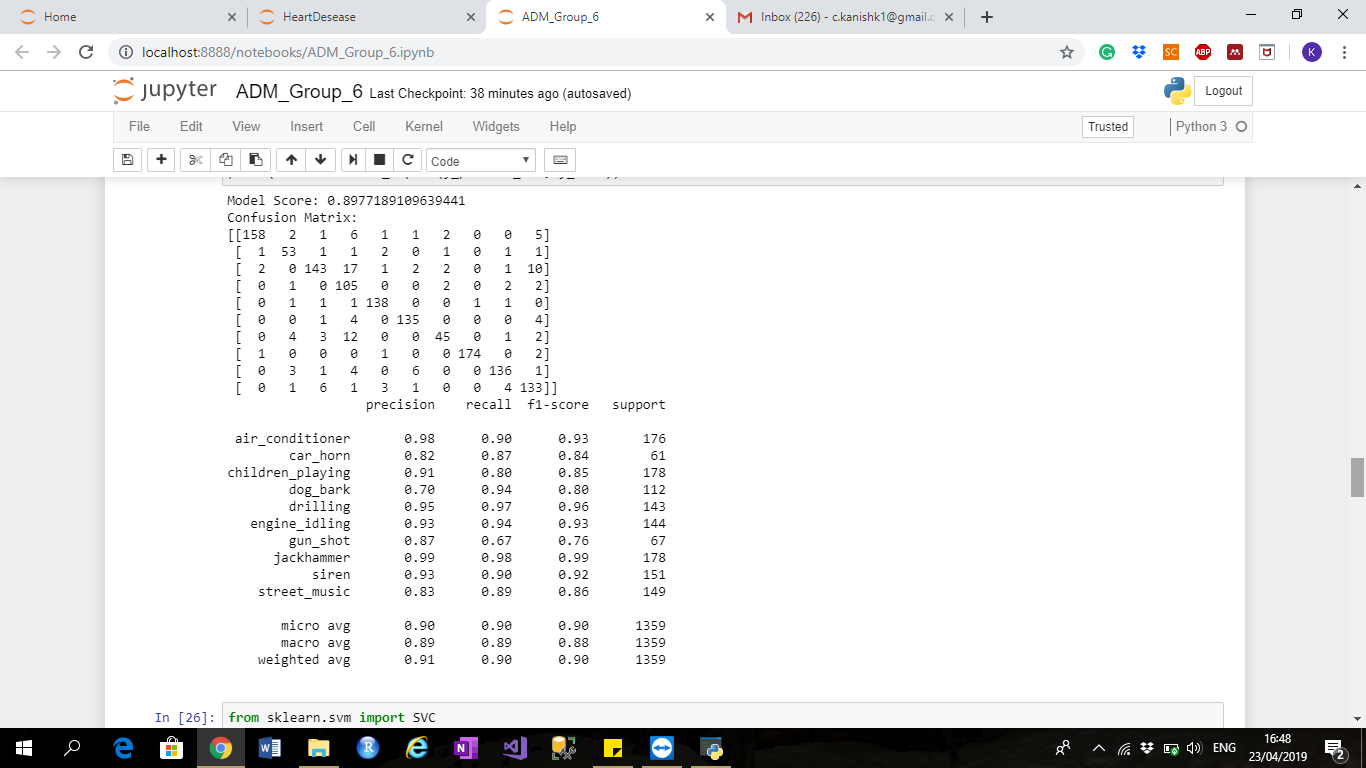 Home
HeartDesease
ADM_Group_6
Inbox (226) - c.kanishk1@gmail.c
localhost:8888/notebooks/ADM_Group_6.ipynb
SC
ABP
K
jupyter ADM_Group_6 Last Checkpoint: 38 minutes ago (autosaved)
Logout
File Edit View Insert Cell Kernel Widgets Help
Trusted
Python 3
Code
Model Score: 0.8977189109639441
Confusion Matrix:
[[158 2 1 6 1 1 2 0 0 5]
[ 1 53 1 1 2 0 1 0 1 1]
[ 2 0 143 17 1 2 2 0 1 10]
[ 0 1 0 105 0 0 2 0 2 2]
[ 0 1 1 1 138 0 0 1 1 0]
[ 0 0 1 4 0 135 0 0 0 4]
[ 0 4 3 12 0 0 45 0 1 2]
[ 1 0 0 0 1 0 0 174 0 2]
[ 0 3 1 4 0 6 0 0 136 1]
[ 0 1 6 1 3 1 0 0 4 133]]
precision recall f1-score support
air_conditioner 0.98 0.90 0.93 176
car_horn 0.82 0.87 0.84 61
children_playing 0.91 0.80 0.85 178
dog_bark 0.70 0.94 0.80 112
drilling 0.95 0.97 0.96 143
engine_idling 0.93 0.94 0.93 144
gun_shot 0.87 0.67 0.76 67
jackhammer 0.99 0.98 0.99 178
siren 0.93 0.90 0.92 151
street_music 0.83 0.89 0.86 149
micro avg 0.90 0.90 0.90 1359
macro avg 0.89 0.89 0.88 1359
weighted avg 0.91 0.90 0.90 1359
In [26]: from sklearn.svm import SVC
ENG
16:48
23/04/2019
2